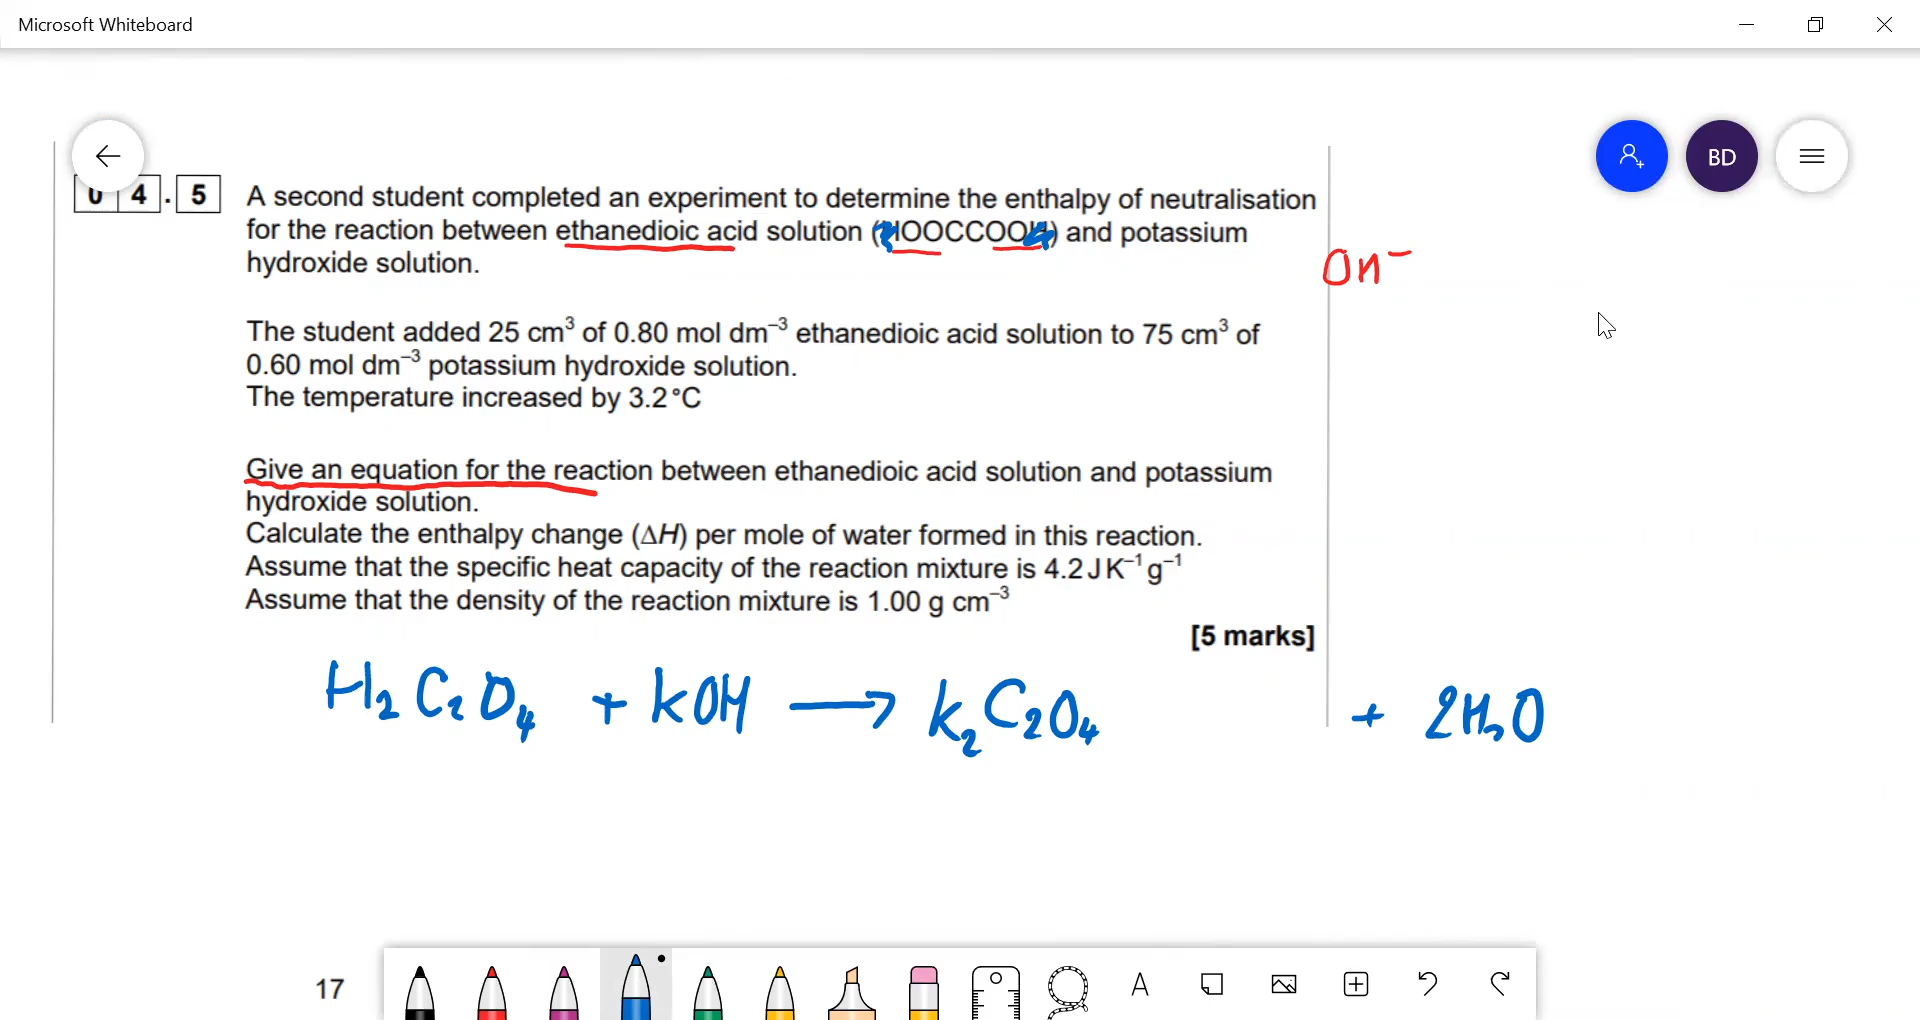 Microsoft Whiteboard
BD
0 4 . 5 A second student completed an experiment to determine the enthalpy of neutralisation
for the reaction between ethanedioic acid solution (HOOCCOOH) and potassium
hydroxide solution.
OH⁻
The student added 25 cm³ of 0.80 mol dm⁻³ ethanedioic acid solution to 75 cm³ of
0.60 mol dm⁻³ potassium hydroxide solution.
The temperature increased by 3.2 °C
Give an equation for the reaction between ethanedioic acid solution and potassium
hydroxide solution.
Calculate the enthalpy change (ΔH) per mole of water formed in this reaction.
Assume that the specific heat capacity of the reaction mixture is 4.2 J K⁻¹ g⁻¹
Assume that the density of the reaction mixture is 1.00 g cm⁻³
[5 marks]
H₂C₂O₄ + KOH ⟶ K₂C₂O₄ + 2H₂O
17
A